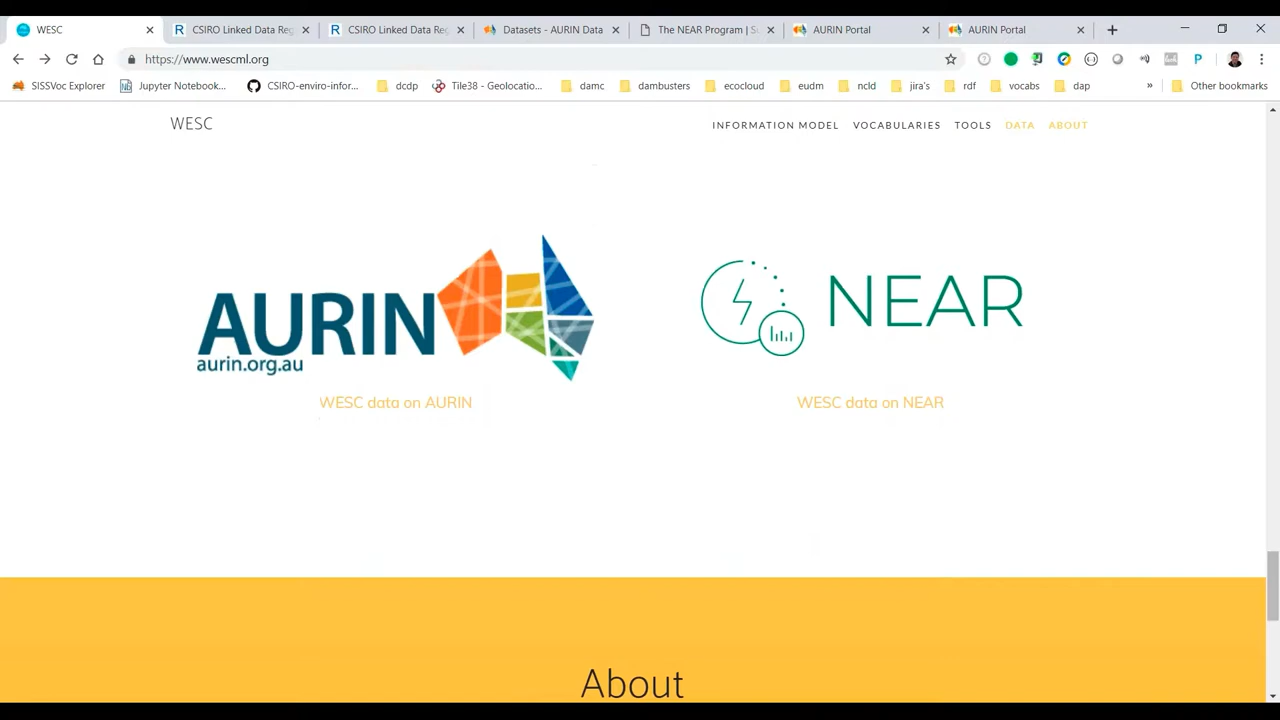 WESC
CSIRO Linked Data Reg
CSIRO Linked Data Reg
Datasets - AURIN Data
The NEAR Program | Su
AURIN Portal
AURIN Portal
https://www.wescml.org
SISSVoc Explorer
Jupyter Notebook...
CSIRO-enviro-infor...
dcdp
Tile38 - Geolocatio...
damc
dambusters
ecocloud
eudm
ncld
jira's
rdf
vocabs
dap
»
Other bookmarks
WESC
INFORMATION MODEL
VOCABULARIES
TOOLS
DATA
ABOUT
AURIN
aurin.org.au
NEAR
WESC data on AURIN
WESC data on NEAR
About